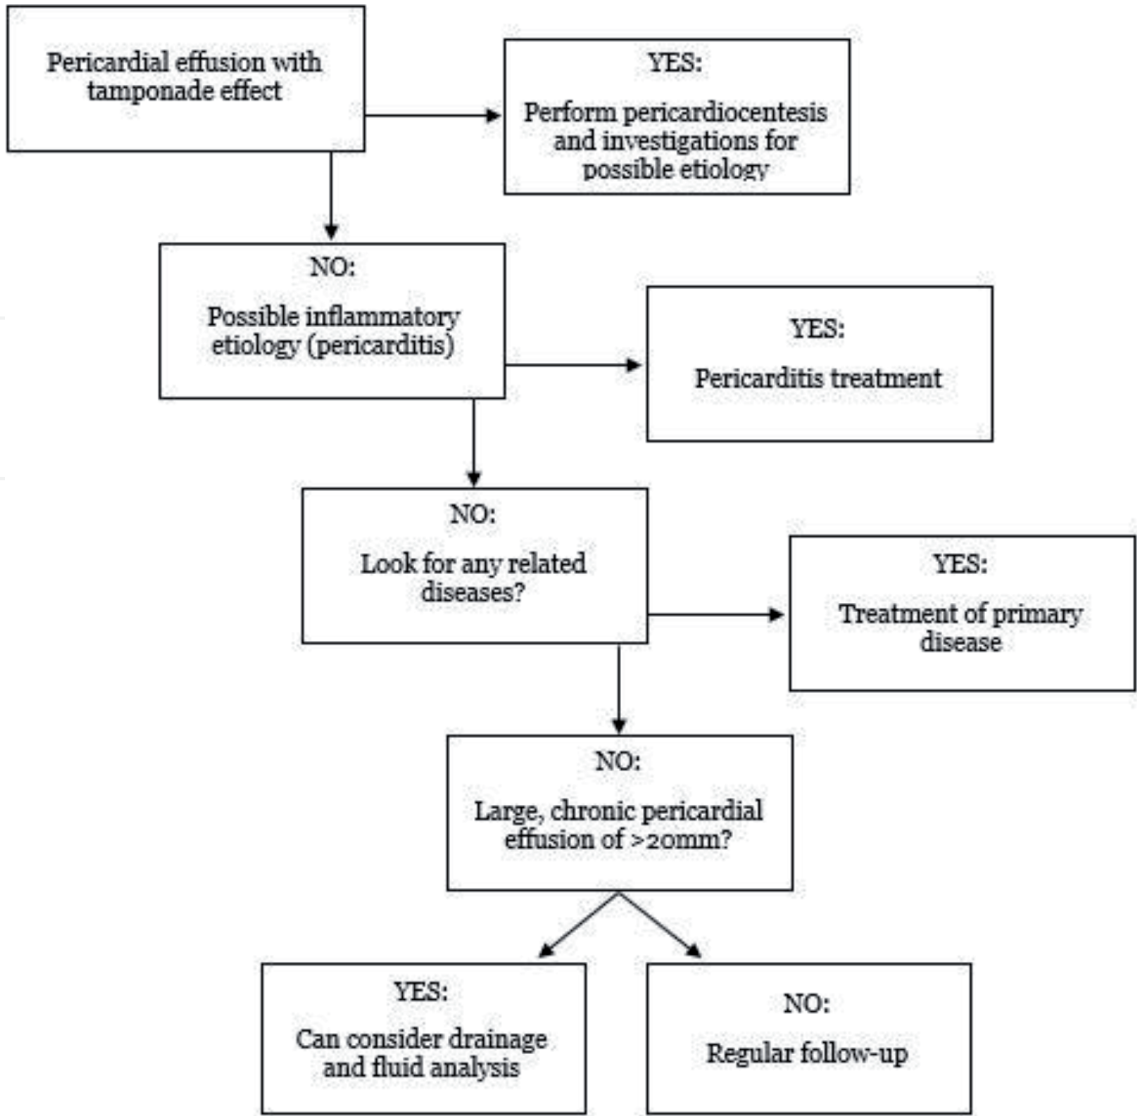 Pericardial effusion with
tamponade effect
YES:
Perform pericardiocentesis
and investigations for
possible etiology
NO:
Possible inflammatory
etiology (pericarditis)
YES:
Pericarditis treatment
NO:
Look for any related
diseases?
YES:
Treatment of primary
disease
NO:
Large, chronic pericardial
effusion of >20mm?
YES:
Can consider drainage
and fluid analysis
NO:
Regular follow-up